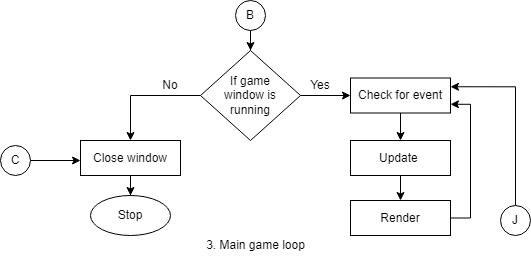 B
If game
window is
running
No
Yes
Check for event
C
Close window
Update
Stop
Render
J
3. Main game loop